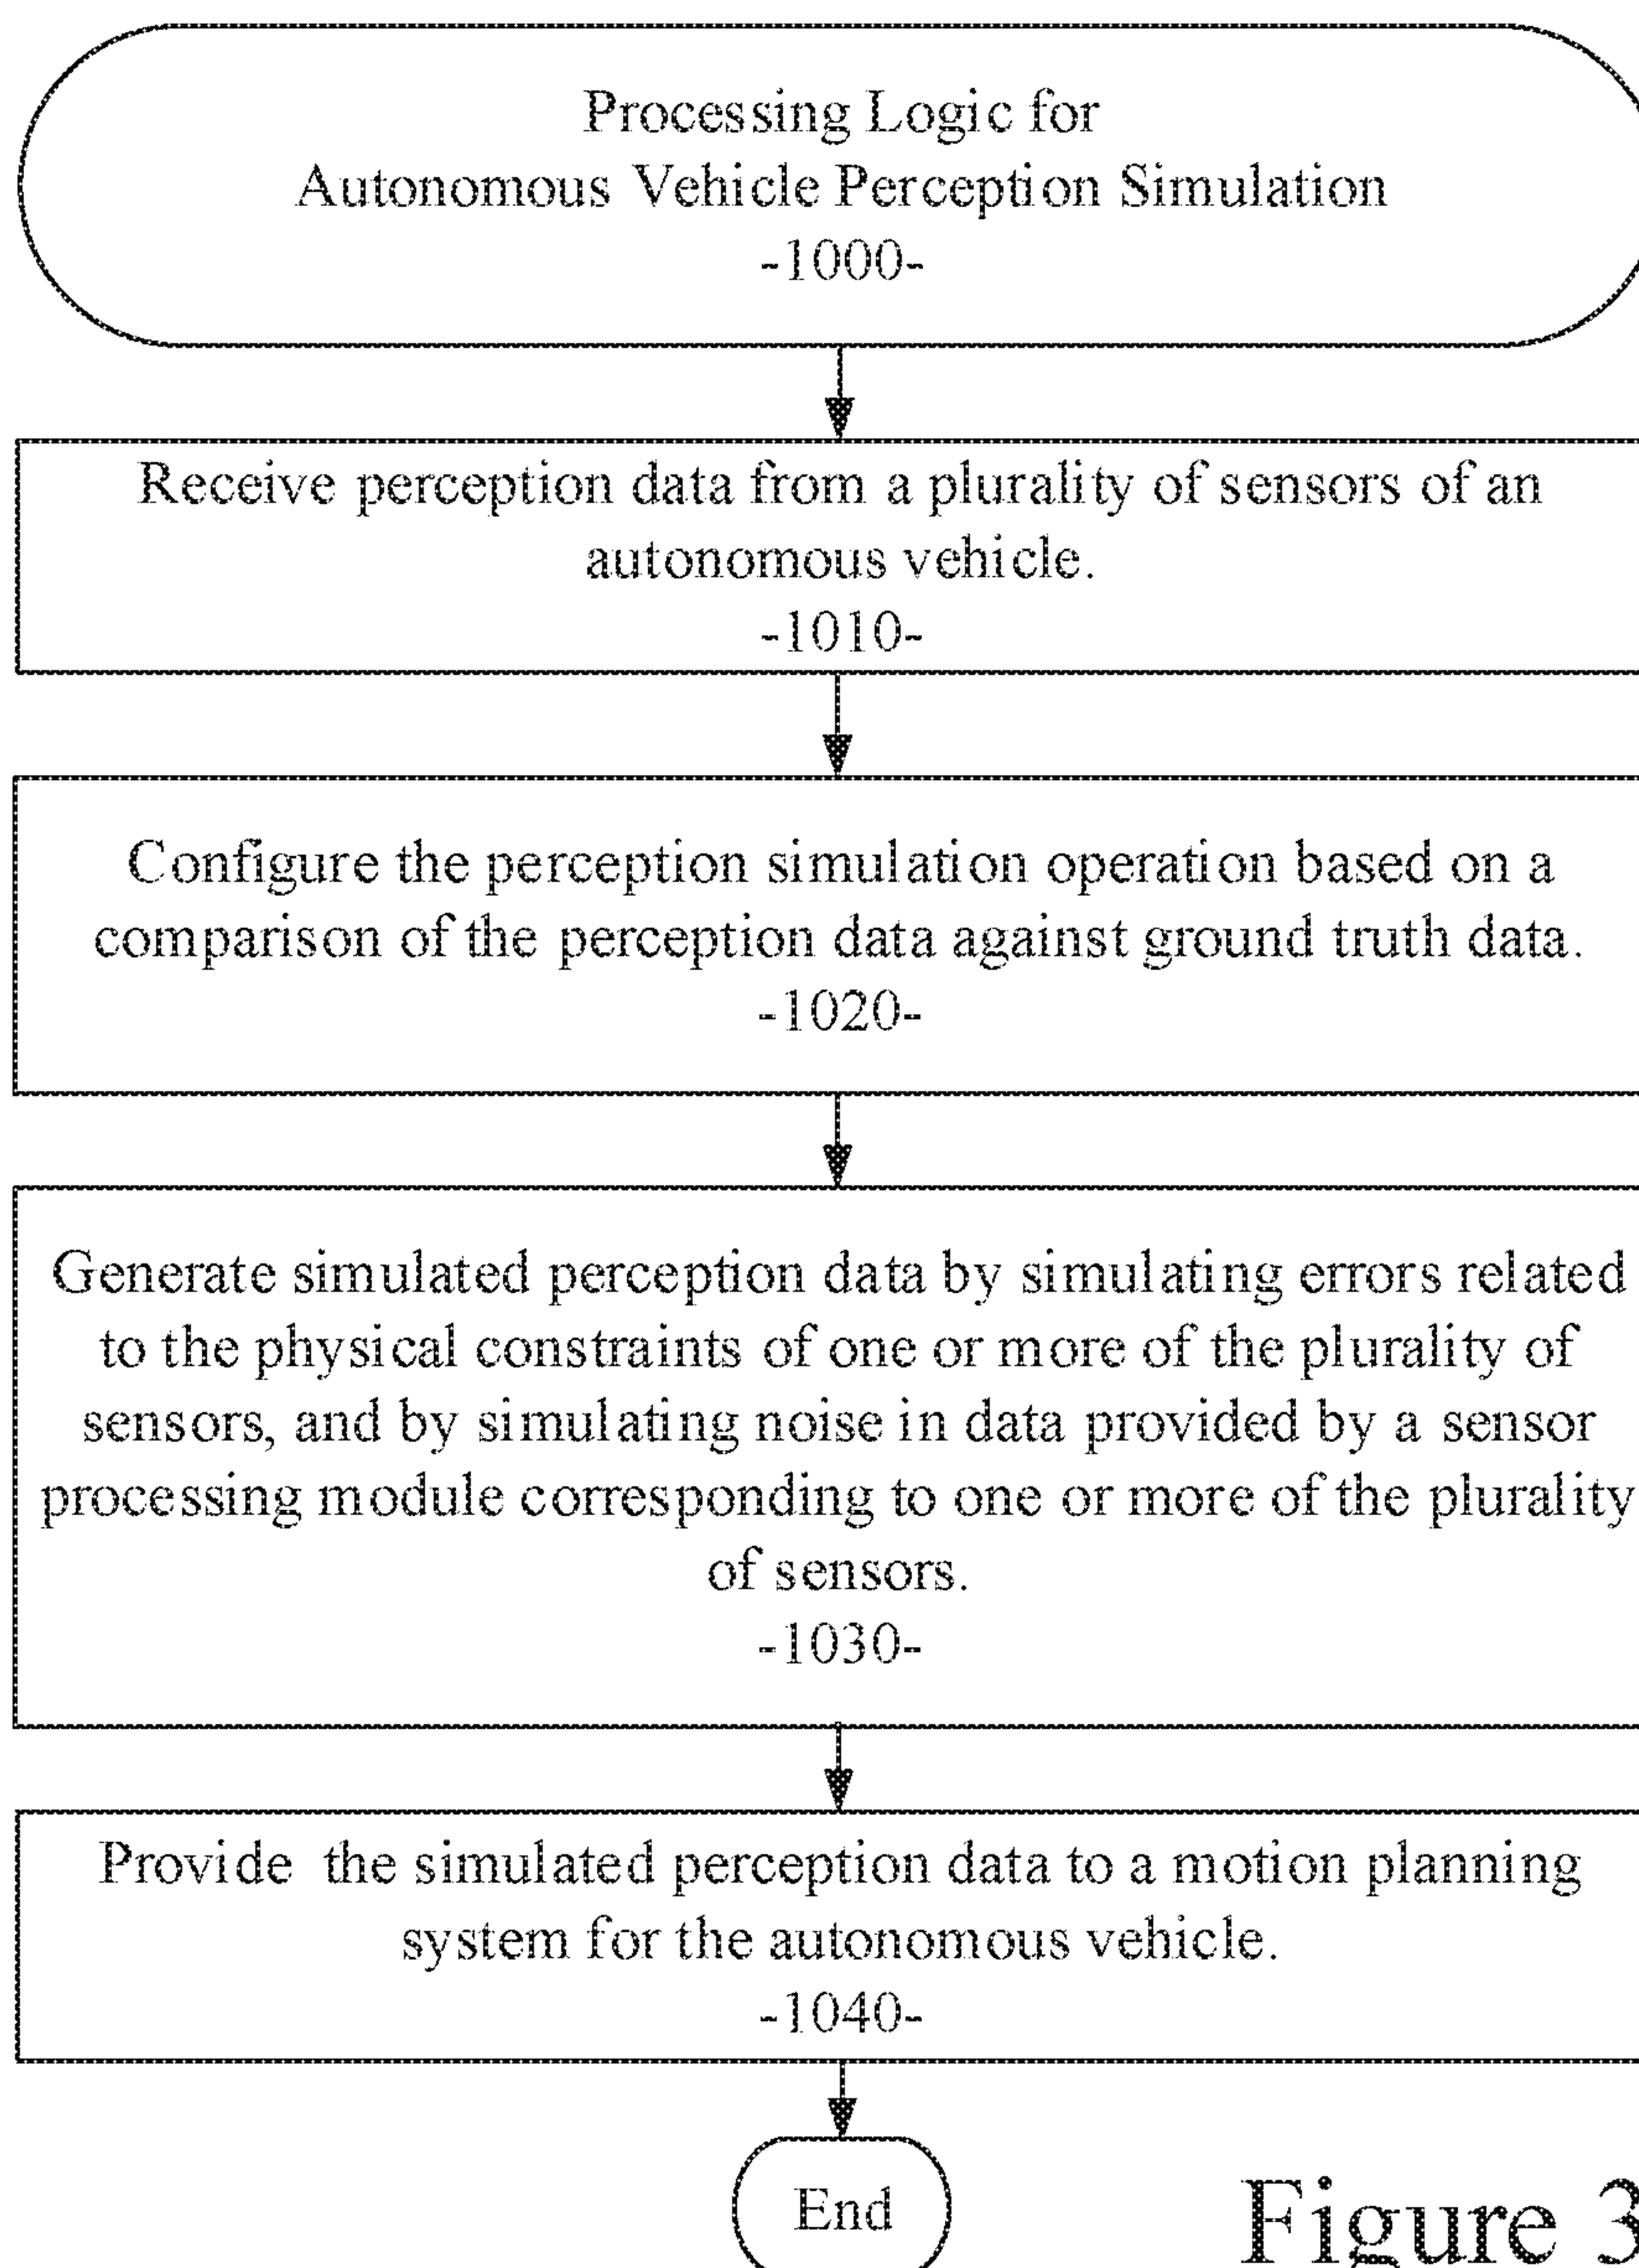 Processing Logic for
Autonomous Vehicle Perception Simulation
-1000-
Receive perception data from a plurality of sensors of an
autonomous vehicle.
-1010-
Configure the perception simulation operation based on a
comparison of the perception data against ground truth data.
-1020-
Generate simulated perception data by simulating errors related
to the physical constraints of one or more of the plurality of
sensors, and by simulating noise in data provided by a sensor
processing module corresponding to one or more of the plurality
of sensors.
-1030-
Provide the simulated perception data to a motion planning
system for the autonomous vehicle.
-1040-
End
Figure 3